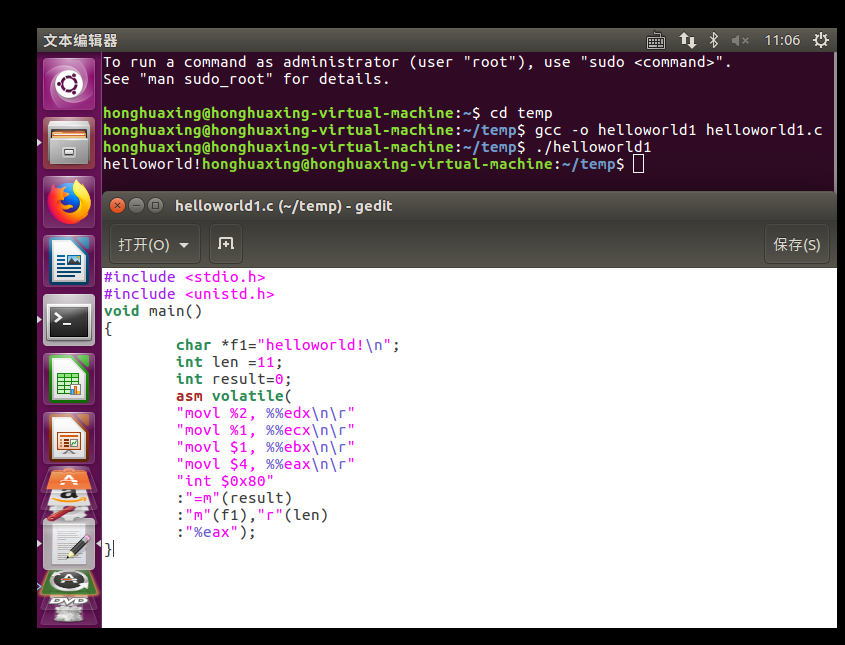 文本编辑器 11:06
To run a command as administrator (user "root"), use "sudo <command>".
See "man sudo_root" for details.
honghuaxing@honghuaxing-virtual-machine:~$ cd temp
honghuaxing@honghuaxing-virtual-machine:~/temp$ gcc -o helloworld1 helloworld1.c
honghuaxing@honghuaxing-virtual-machine:~/temp$ ./helloworld1
helloworld!honghuaxing@honghuaxing-virtual-machine:~/temp$
helloworld1.c (~/temp) - gedit
打开(O) 保存(S)
#include <stdio.h>
#include <unistd.h>
void main()
{
char *f1="helloworld!\n";
int len =11;
int result=0;
asm volatile(
"movl %2, %%edx\n\r"
"movl %1, %%ecx\n\r"
"movl $1, %%ebx\n\r"
"movl $4, %%eax\n\r"
"int $0x80"
:"=m"(result)
:"m"(f1),"r"(len)
:"%eax");
}